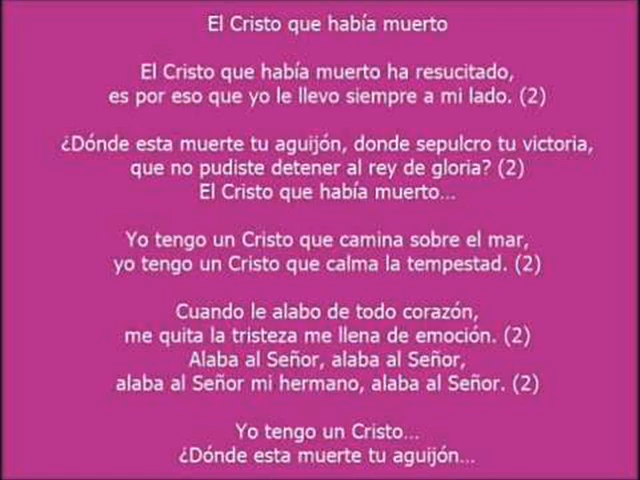 El Cristo que había muerto
El Cristo que había muerto ha resucitado,
es por eso que yo le llevo siempre a mi lado. (2)
¿Dónde esta muerte tu aguijón, donde sepulcro tu victoria,
que no pudiste detener al rey de gloria? (2)
El Cristo que había muerto...
Yo tengo un Cristo que camina sobre el mar,
yo tengo un Cristo que calma la tempestad. (2)
Cuando le alabo de todo corazón,
me quita la tristeza me llena de emoción. (2)
Alaba al Señor, alaba al Señor,
alaba al Señor mi hermano, alaba al Señor. (2)
Yo tengo un Cristo...
¿Dónde esta muerte tu aguijón...